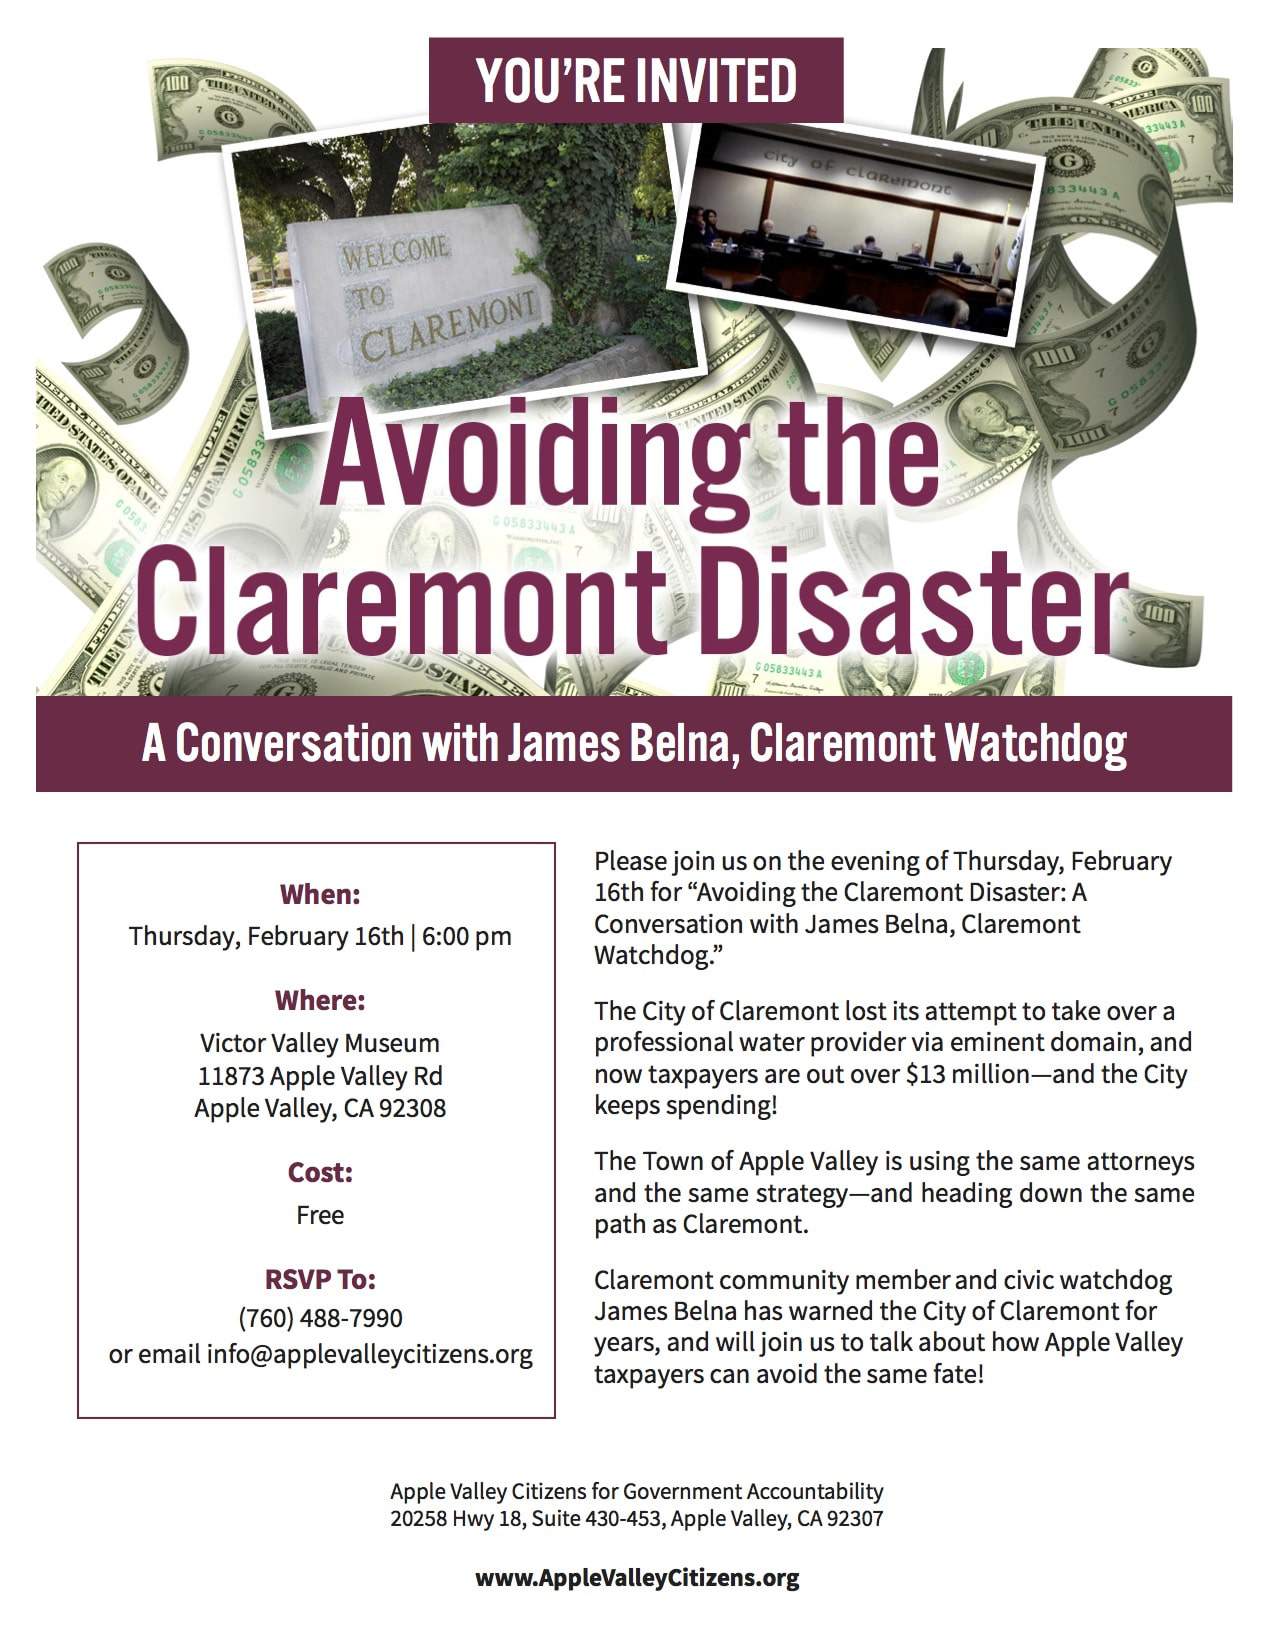 YOU'RE INVITED
WELCOME
TO
CLAREMONT
city of claremont
Avoiding the
Claremont Disaster
A Conversation with James Belna, Claremont Watchdog
When:
Thursday, February 16th | 6:00 pm
Where:
Victor Valley Museum
11873 Apple Valley Rd
Apple Valley, CA 92308
Cost:
Free
RSVP To:
(760) 488-7990
or email info@applevalleycitizens.org
Please join us on the evening of Thursday, February
16th for “Avoiding the Claremont Disaster: A
Conversation with James Belna, Claremont
Watchdog.”
The City of Claremont lost its attempt to take over a
professional water provider via eminent domain, and
now taxpayers are out over $13 million—and the City
keeps spending!
The Town of Apple Valley is using the same attorneys
and the same strategy—and heading down the same
path as Claremont.
Claremont community member and civic watchdog
James Belna has warned the City of Claremont for
years, and will join us to talk about how Apple Valley
taxpayers can avoid the same fate!
Apple Valley Citizens for Government Accountability
20258 Hwy 18, Suite 430-453, Apple Valley, CA 92307
www.AppleValleyCitizens.org